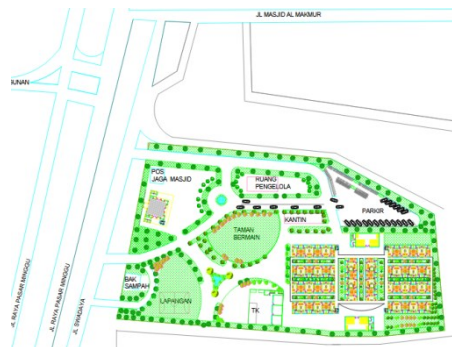 JL MASJID AL MAKMUR
UNAN
POS
JAGA MASJID
RUANG
PENGELOLA
PARKIR
KANTIN
TAMAN
BERMAIN
BAK
SAMPAH
LAPANGAN
TK
JL RAYA PASAR MINGGU
JL RAYA PASAR MINGGU
JL SWADAYA